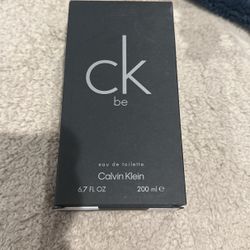 ck
be
eau de toilette
Calvin Klein
6.7 FL OZ 200 ml e